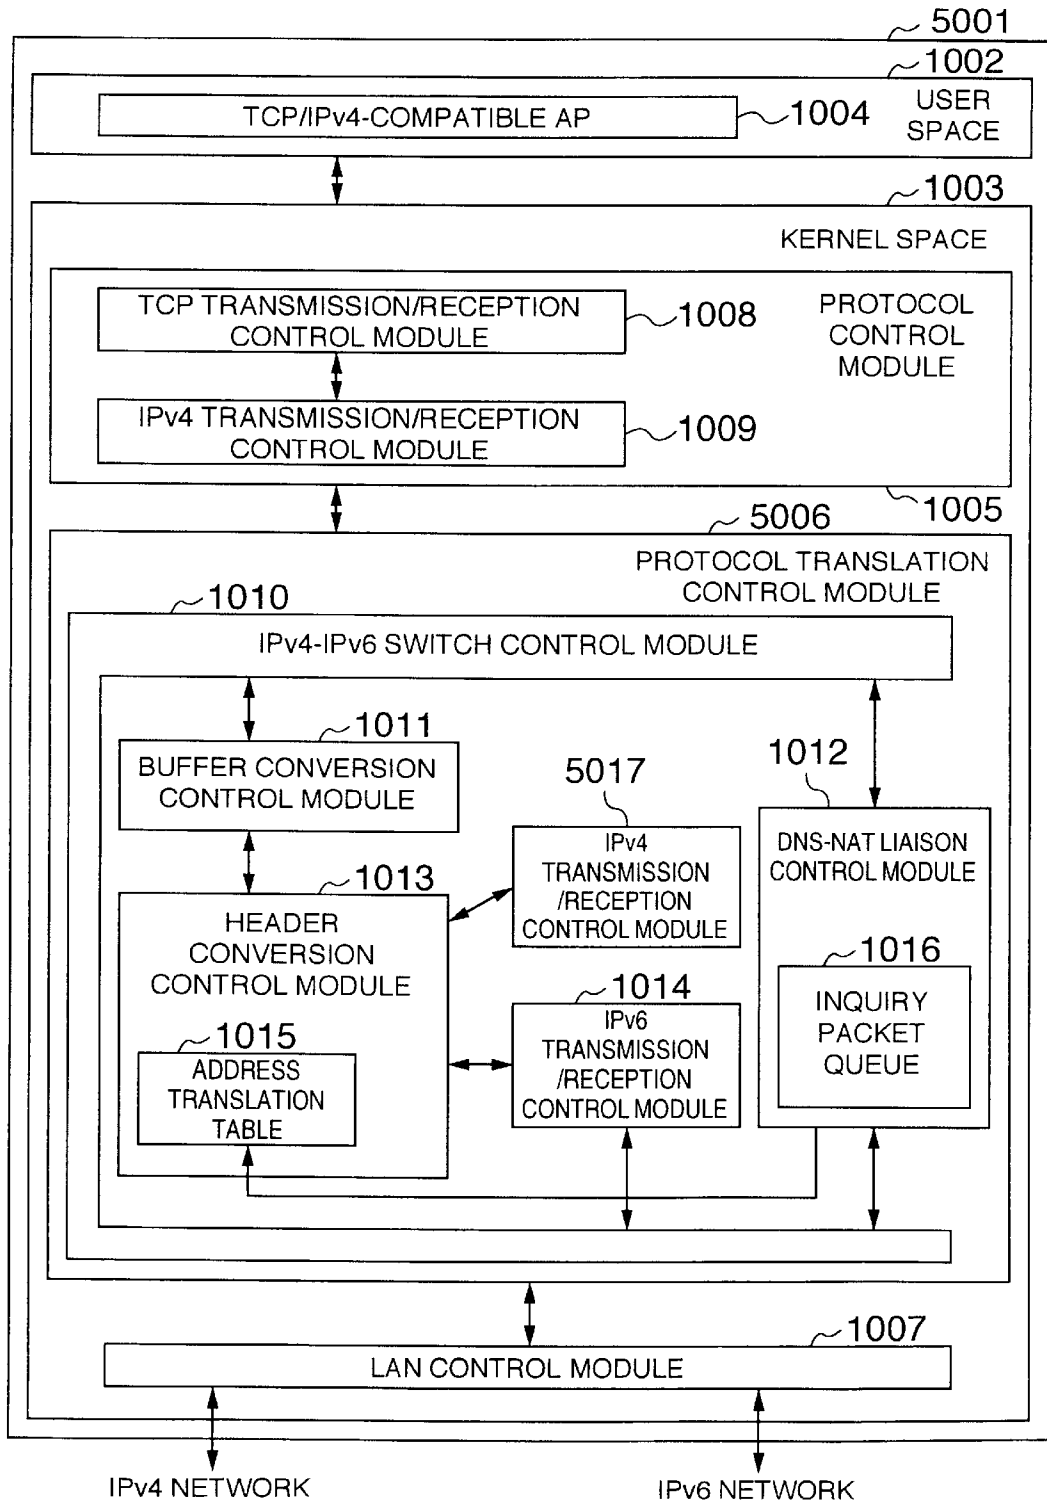 5001
1002
TCP/IPv4-COMPATIBLE AP
1004
USER
SPACE
1003
KERNEL SPACE
TCP TRANSMISSION/RECEPTION
CONTROL MODULE
1008
PROTOCOL
CONTROL
MODULE
IPv4 TRANSMISSION/RECEPTION
CONTROL MODULE
1009
1005
5006
PROTOCOL TRANSLATION
CONTROL MODULE
1010
IPv4-IPv6 SWITCH CONTROL MODULE
1011
BUFFER CONVERSION
CONTROL MODULE
5017
IPv4
TRANSMISSION
/RECEPTION
CONTROL MODULE
1012
DNS-NAT LIAISON
CONTROL MODULE
1013
HEADER
CONVERSION
CONTROL MODULE
1014
IPv6
TRANSMISSION
/RECEPTION
CONTROL MODULE
1016
INQUIRY
PACKET
QUEUE
1015
ADDRESS
TRANSLATION
TABLE
1007
LAN CONTROL MODULE
IPv4 NETWORK
IPv6 NETWORK